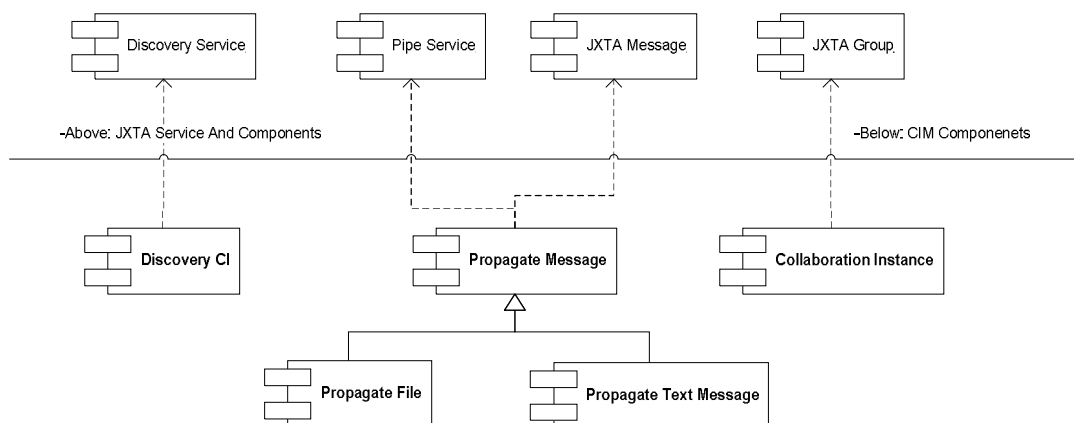 Discovery Service
Pipe Service
JXTA Message
JXTA Group
-Above: JXTA Service And Components
-Below: CIM Componenets
Discovery CI
Propagate Message
Collaboration Instance
Propagate File
Propagate Text Message